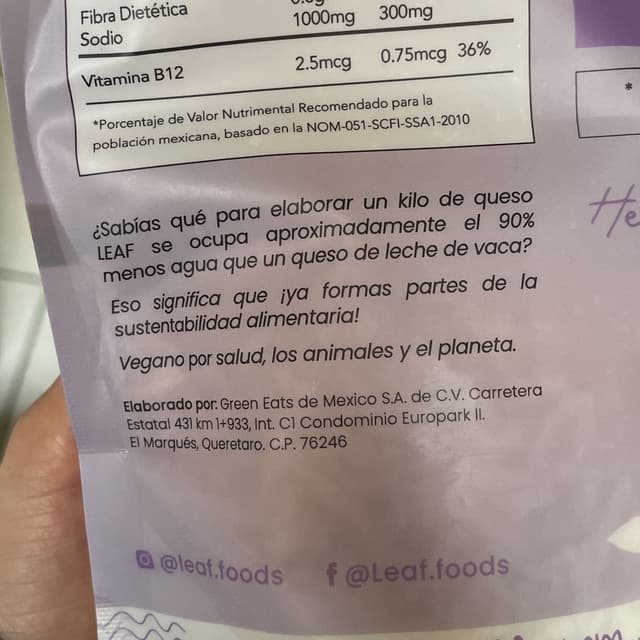 Fibra Dietética
Sodio 1000mg 300mg
Vitamina B12 2.5mcg 0.75mcg 36%
*Porcentaje de Valor Nutrimental Recomendado para la
población mexicana, basado en la NOM-051-SCFI-SSA1-2010
*
¿Sabías qué para elaborar un kilo de queso
LEAF se ocupa aproximadamente el 90%
menos agua que un queso de leche de vaca?
Eso significa que ¡ya formas partes de la
sustentabilidad alimentaria!
Vegano por salud, los animales y el planeta.
Elaborado por: Green Eats de Mexico S.A. de C.V. Carretera
Estatal 431 km 1+933, Int. C1 Condominio Europark II.
El Marqués, Queretaro. C.P. 76246
@leaf.foods
@Leaf.foods